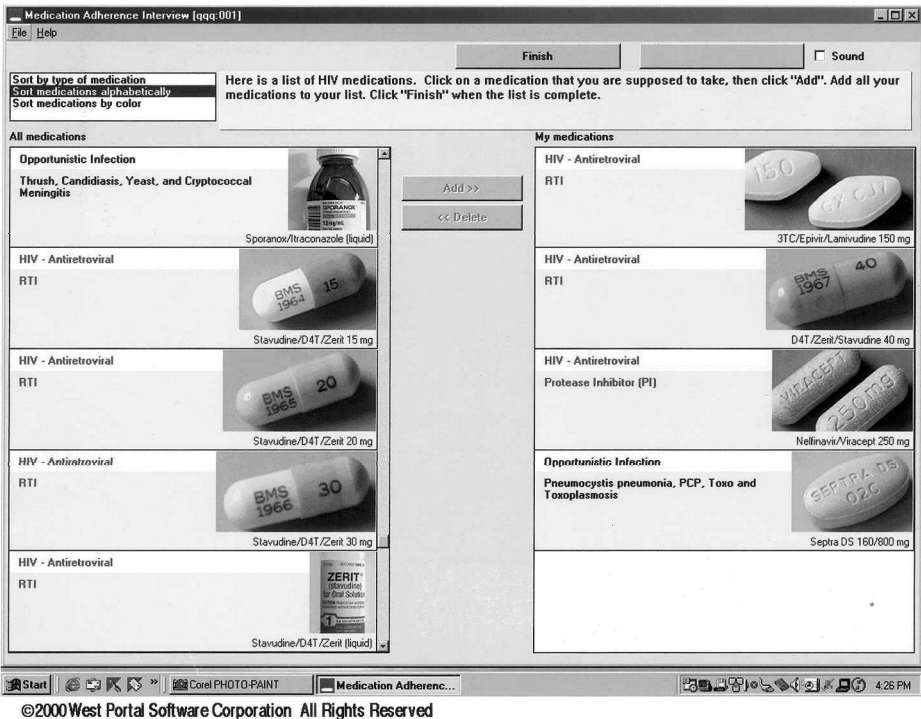 Medication Adherence Interview [qqq:001]
File Help
Finish
Sound
Sort by type of medication
Sort medications alphabetically
Sort medications by color
Here is a list of HIV medications. Click on a medication that you are supposed to take, then click "Add". Add all your
medications to your list. Click "Finish" when the list is complete.
All medications
Opportunistic Infection
Thrush, Candidiasis, Yeast, and Cryptococcal
Meningitis
SPORANOX
10mg/mL
Sporanox/Itraconazole (liquid)
HIV - Antiretroviral
RTI
BMS
1964
15
Stavudine/D4T/Zerit 15 mg
HIV - Antiretroviral
RTI
BMS
1965
20
Stavudine/D4T/Zerit 20 mg
HIV - Antiretroviral
RTI
BMS
1966
30
Stavudine/D4T/Zerit 30 mg
HIV - Antiretroviral
RTI
ZERIT
(stavudine)
for Oral Solution
1
Stavudine/D4T/Zerit (liquid)
Add >>
<< Delete
My medications
HIV - Antiretroviral
RTI
150
GX CJ7
3TC/Epivir/Lamivudine 150 mg
HIV - Antiretroviral
RTI
BMS
1967
40
D4T/Zerit/Stavudine 40 mg
HIV - Antiretroviral
Protease Inhibitor (PI)
VIRACEPT
250 mg
Nelfinavir/Viracept 250 mg
Opportunistic Infection
Pneumocystis pneumonia, PCP, Toxo and
Toxoplasmosis
SEPTRA DS
02C
Septra DS 160/800 mg
Start
Corel PHOTO-PAINT
Medication Adherenc...
4:26 PM
©2000 West Portal Software Corporation All Rights Reserved